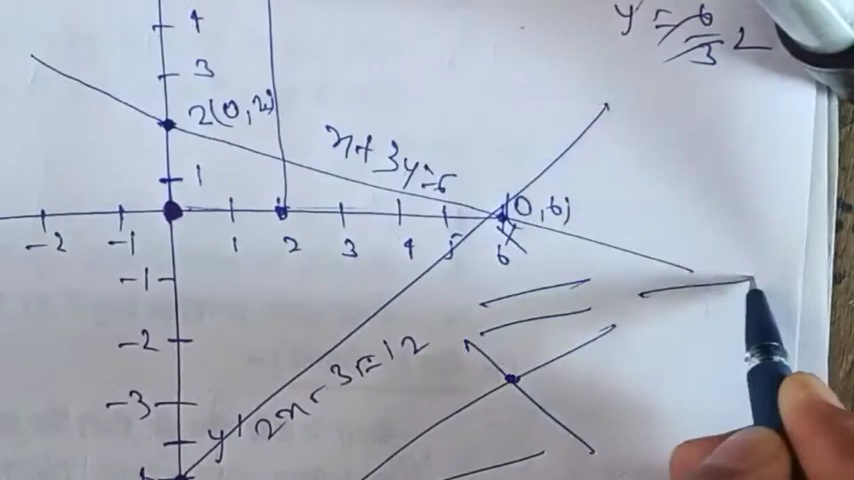 4
y = 6/3 2
3
2(0,2)
x+3y=6
1
0,6)
-2 -1 1 2 3 4 5 6
-1
-2
2x-3=12
-3
y